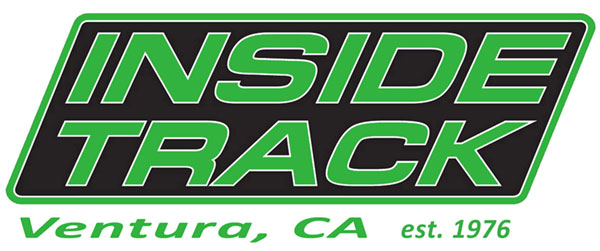 INSIDE
TRACK
Ventura, CA est. 1976